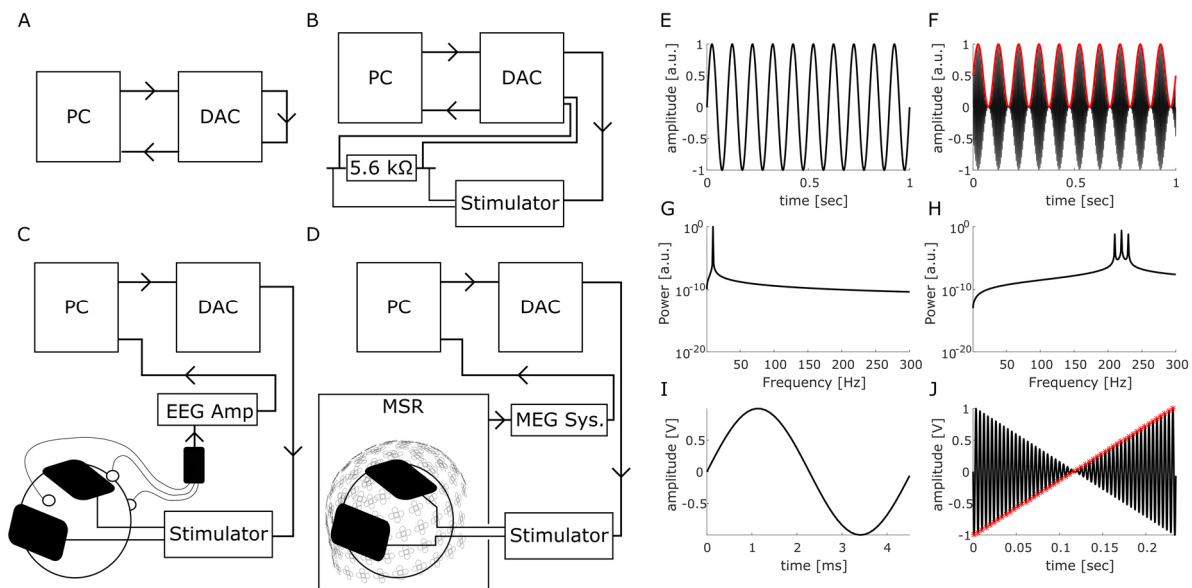 A
PC
DAC
B
PC
DAC
5.6 kΩ
Stimulator
C
PC
DAC
EEG Amp
Stimulator
D
PC
DAC
MSR
MEG Sys.
Stimulator
E
amplitude [a.u.]
1
0.5
0
-0.5
-1
0 0.5 1
time [sec]
F
amplitude [a.u.]
1
0.5
0
-0.5
-1
0 0.5 1
time [sec]
G
Power [a.u.]
10^0
10^-10
10^-20
50 100 150 200 250 300
Frequency [Hz]
H
Power [a.u.]
10^0
10^-10
10^-20
50 100 150 200 250 300
Frequency [Hz]
I
amplitude [V]
1
0.5
0
-0.5
-1
0 1 2 3 4
time [ms]
J
amplitude [V]
1
0.5
0
-0.5
-1
0 0.05 0.1 0.15 0.2
time [sec]